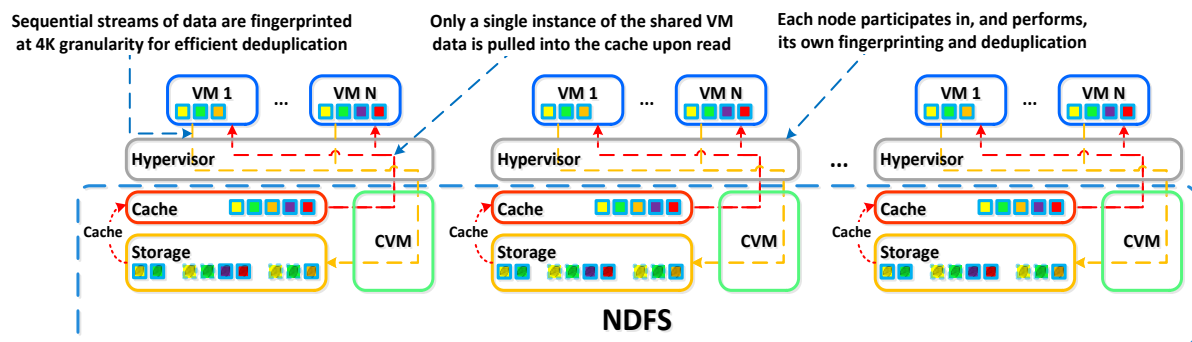 Sequential streams of data are fingerprinted
at 4K granularity for efficient deduplication
Only a single instance of the shared VM
data is pulled into the cache upon read
Each node participates in, and performs,
its own fingerprinting and deduplication
VM 1
...
VM N
Hypervisor
Cache
Cache
Storage
CVM
VM 1
...
VM N
Hypervisor
Cache
Cache
Storage
CVM
...
VM 1
...
VM N
Hypervisor
Cache
Cache
Storage
CVM
NDFS